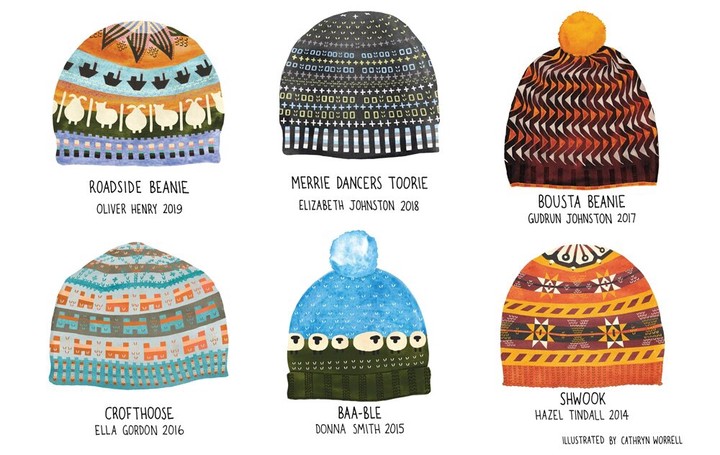 ROADSIDE BEANIE
OLIVER HENRY 2019
MERRIE DANCERS TOORIE
ELIZABETH JOHNSTON 2018
BOUSTA BEANIE
GUDRUN JOHNSTON 2017
CROFTHOOSE
ELLA GORDON 2016
BAA-BLE
DONNA SMITH 2015
SHWOOK
HAZEL TINDALL 2014
ILLUSTRATED BY CATHRYN WORRELL